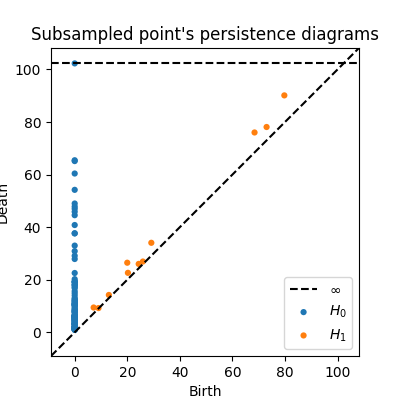 Subsampled point's persistence diagrams
100
80
60
40
20
0
Death
0 20 40 60 80 100
Birth
∞
H₀
H₁